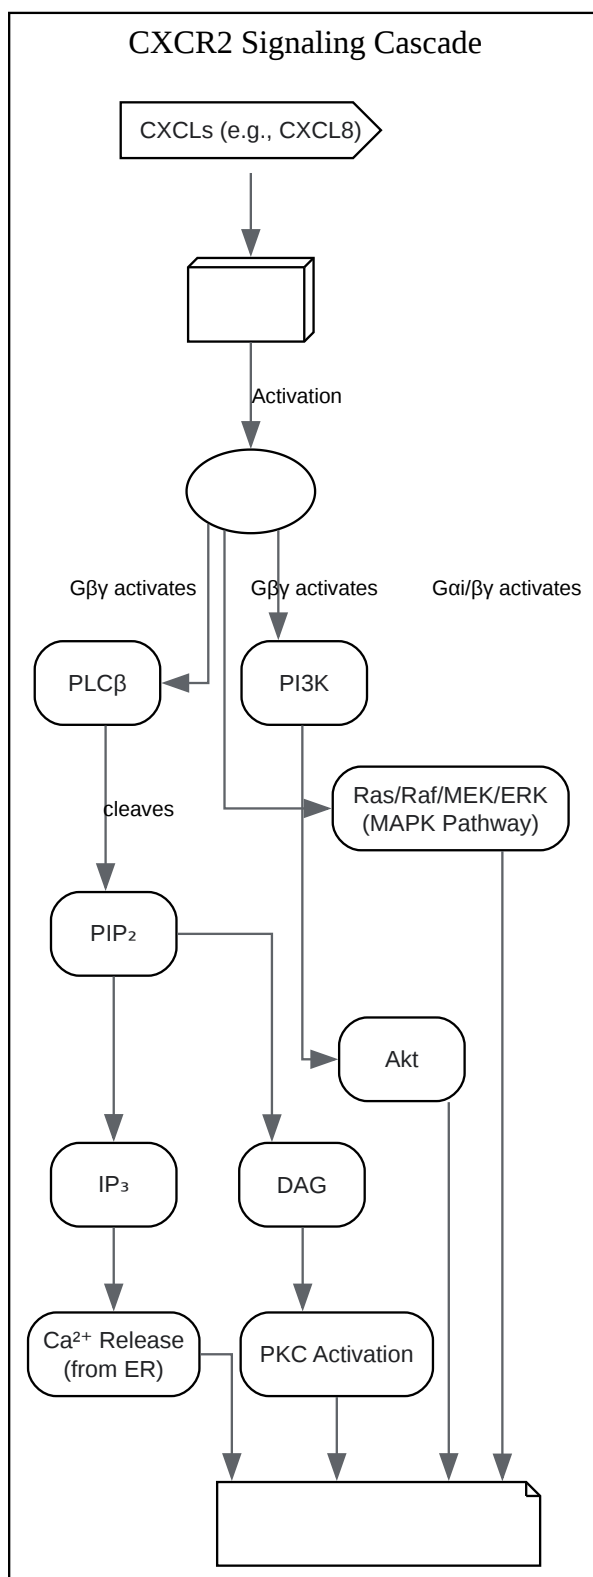 CXCR2 Signaling Cascade
CXCLs (e.g., CXCL8)
Activation
Gβγ activates
Gβγ activates
Gαi/βγ activates
PLCβ
PI3K
Ras/Raf/MEK/ERK
(MAPK Pathway)
cleaves
PIP₂
Akt
IP₃
DAG
Ca²⁺ Release
(from ER)
PKC Activation